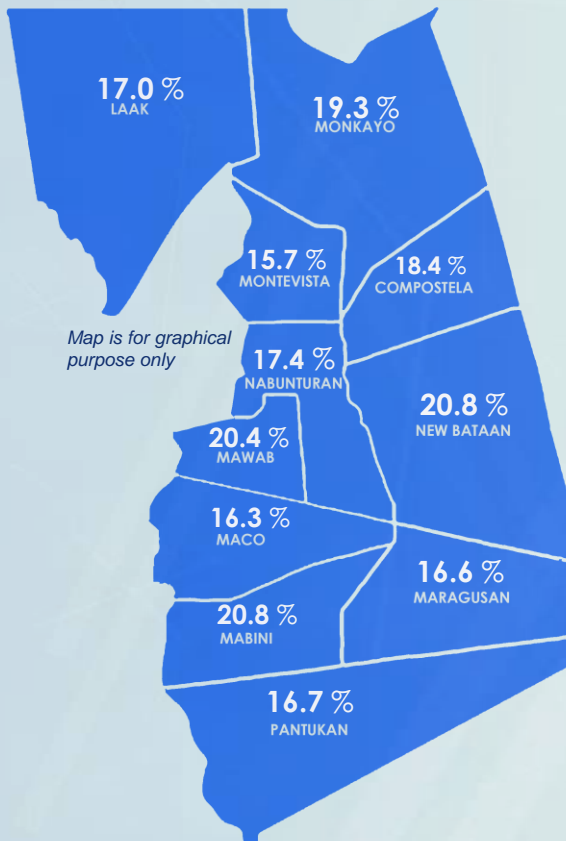 17.0 %
LAAK
19.3 %
MONKAYO
15.7 %
MONTEVISTA
18.4 %
COMPOSTELA
Map is for graphical
purpose only
17.4 %
NABUNTURAN
20.8 %
NEW BATAAN
20.4 %
MAWAB
16.3 %
MACO
16.6 %
MARAGUSAN
20.8 %
MABINI
16.7 %
PANTUKAN